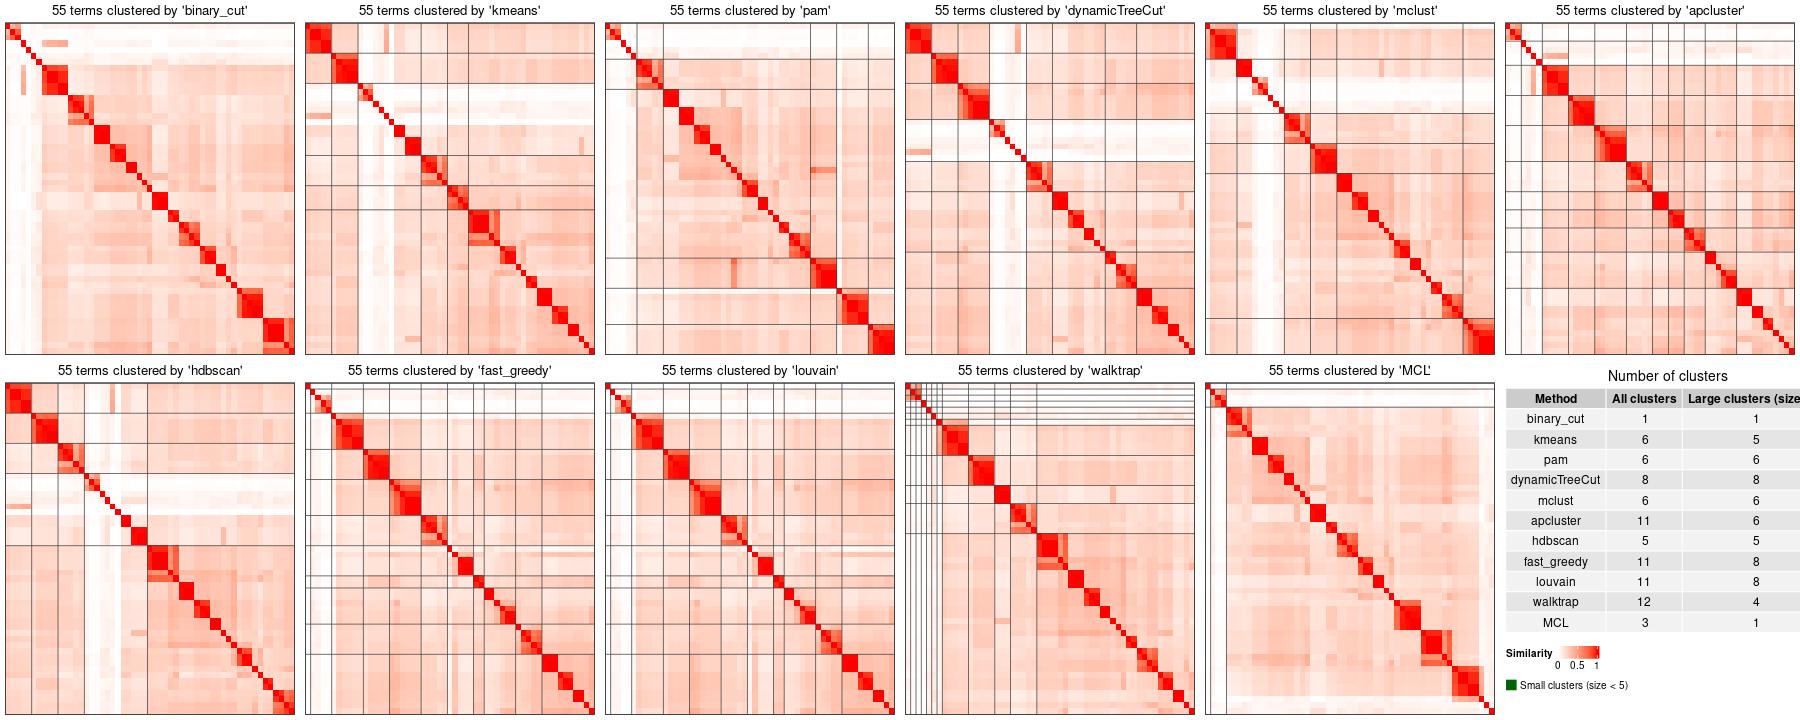 55 terms clustered by 'binary_cut'
55 terms clustered by 'kmeans'
55 terms clustered by 'pam'
55 terms clustered by 'dynamicTreeCut'
55 terms clustered by 'mclust'
55 terms clustered by 'apcluster'
55 terms clustered by 'hdbscan'
55 terms clustered by 'fast_greedy'
55 terms clustered by 'louvain'
55 terms clustered by 'walktrap'
55 terms clustered by 'MCL'
Number of clusters
Method All clusters Large clusters (size
binary_cut 1 1
kmeans 6 5
pam 6 6
dynamicTreeCut 8 8
mclust 6 6
apcluster 11 6
hdbscan 5 5
fast_greedy 11 8
louvain 11 8
walktrap 12 4
MCL 3 1
Similarity
0 0.5 1
Small clusters (size < 5)